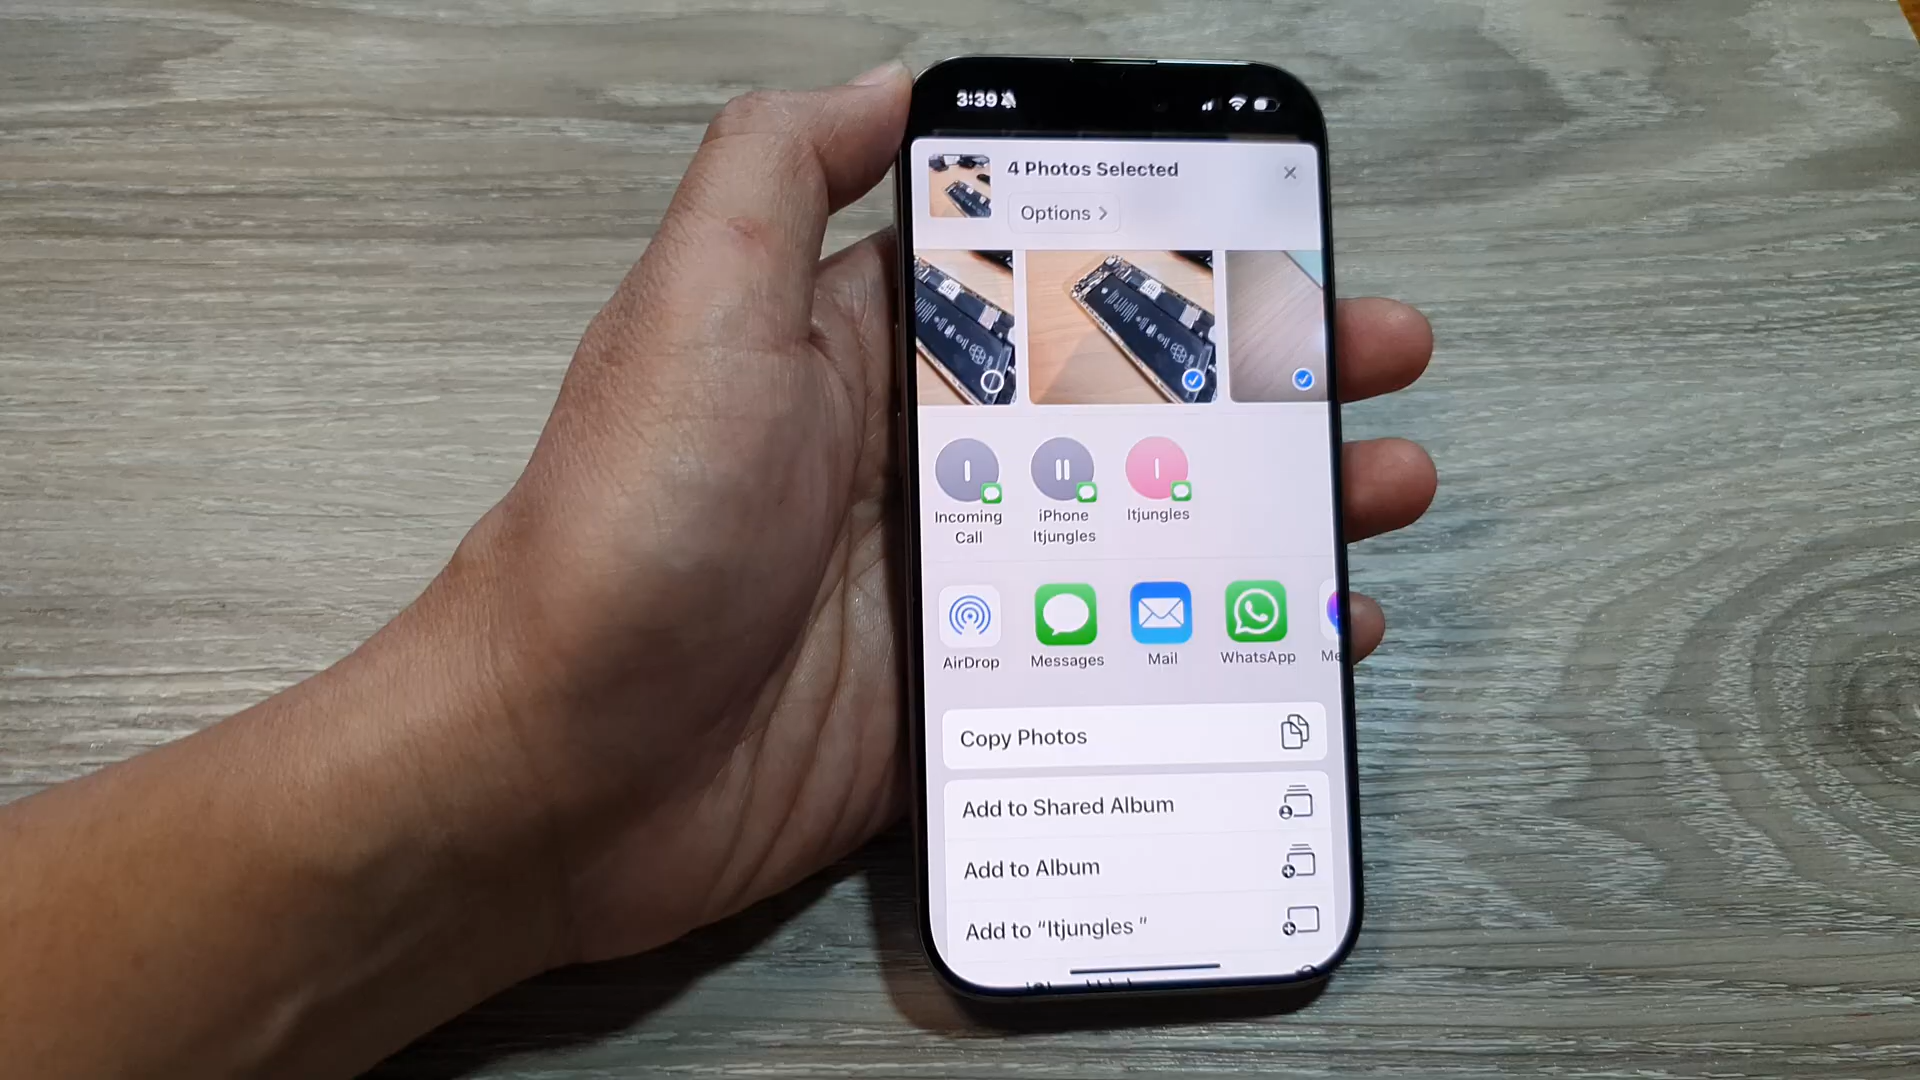 3:39
4 Photos Selected
Options
Incoming
Call
iPhone
Itjungles
Itjungles
AirDrop
Messages
Mail
WhatsApp
Me
Copy Photos
Add to Shared Album
Add to Album
Add to “Itjungles ”